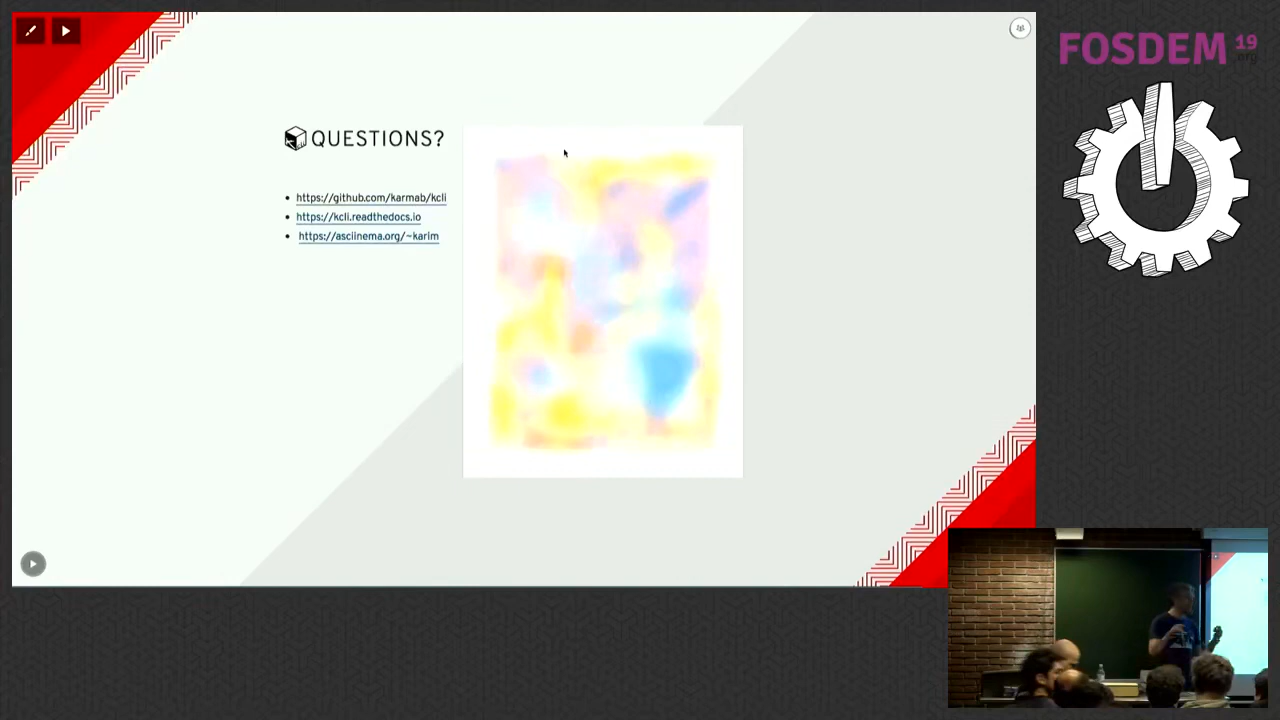 FOSDEM 19
.org
QUESTIONS?
https://github.com/karmab/kcli
https://kcli.readthedocs.io
https://asciinema.org/~karim